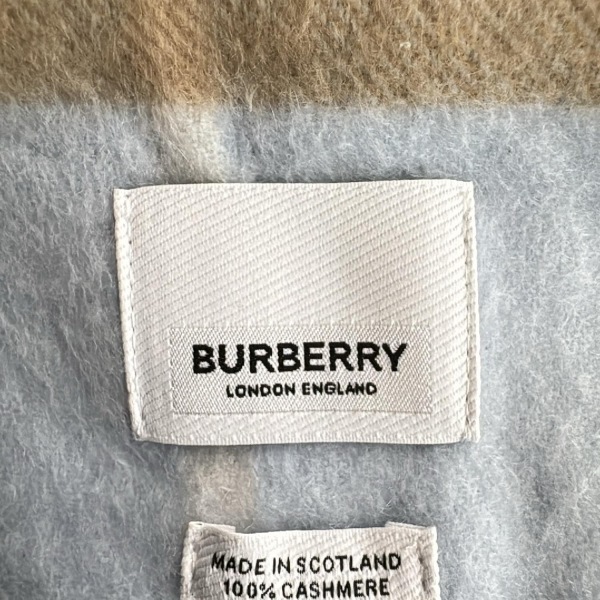 BURBERRY
LONDON ENGLAND
MADE IN SCOTLAND
100% CASHMERE